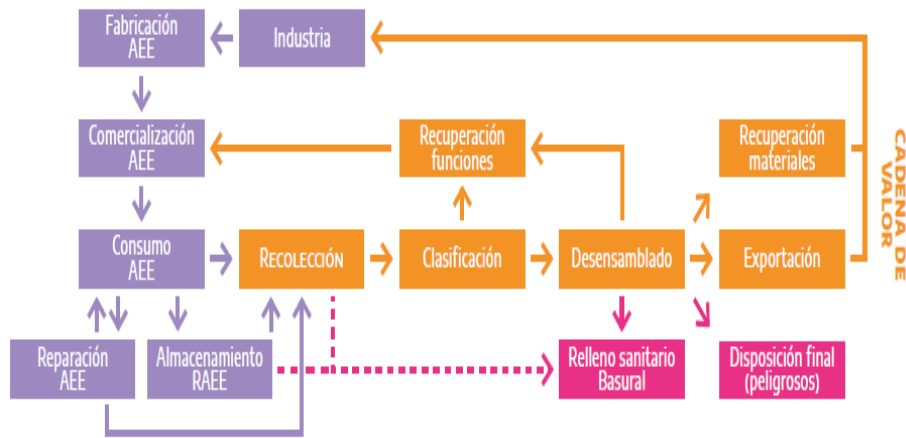 Fabricación
AEE
Industria
Comercialización
AEE
Recuperación
funciones
Recuperación
materiales
CADENA DE
VALOR
Consumo
AEE
RECOLECCIÓN
Clasificación
Desensamblado
Exportación
Reparación
AEE
Almacenamiento
RAEE
Relleno sanitario
Basural
Disposición final
(peligrosos)